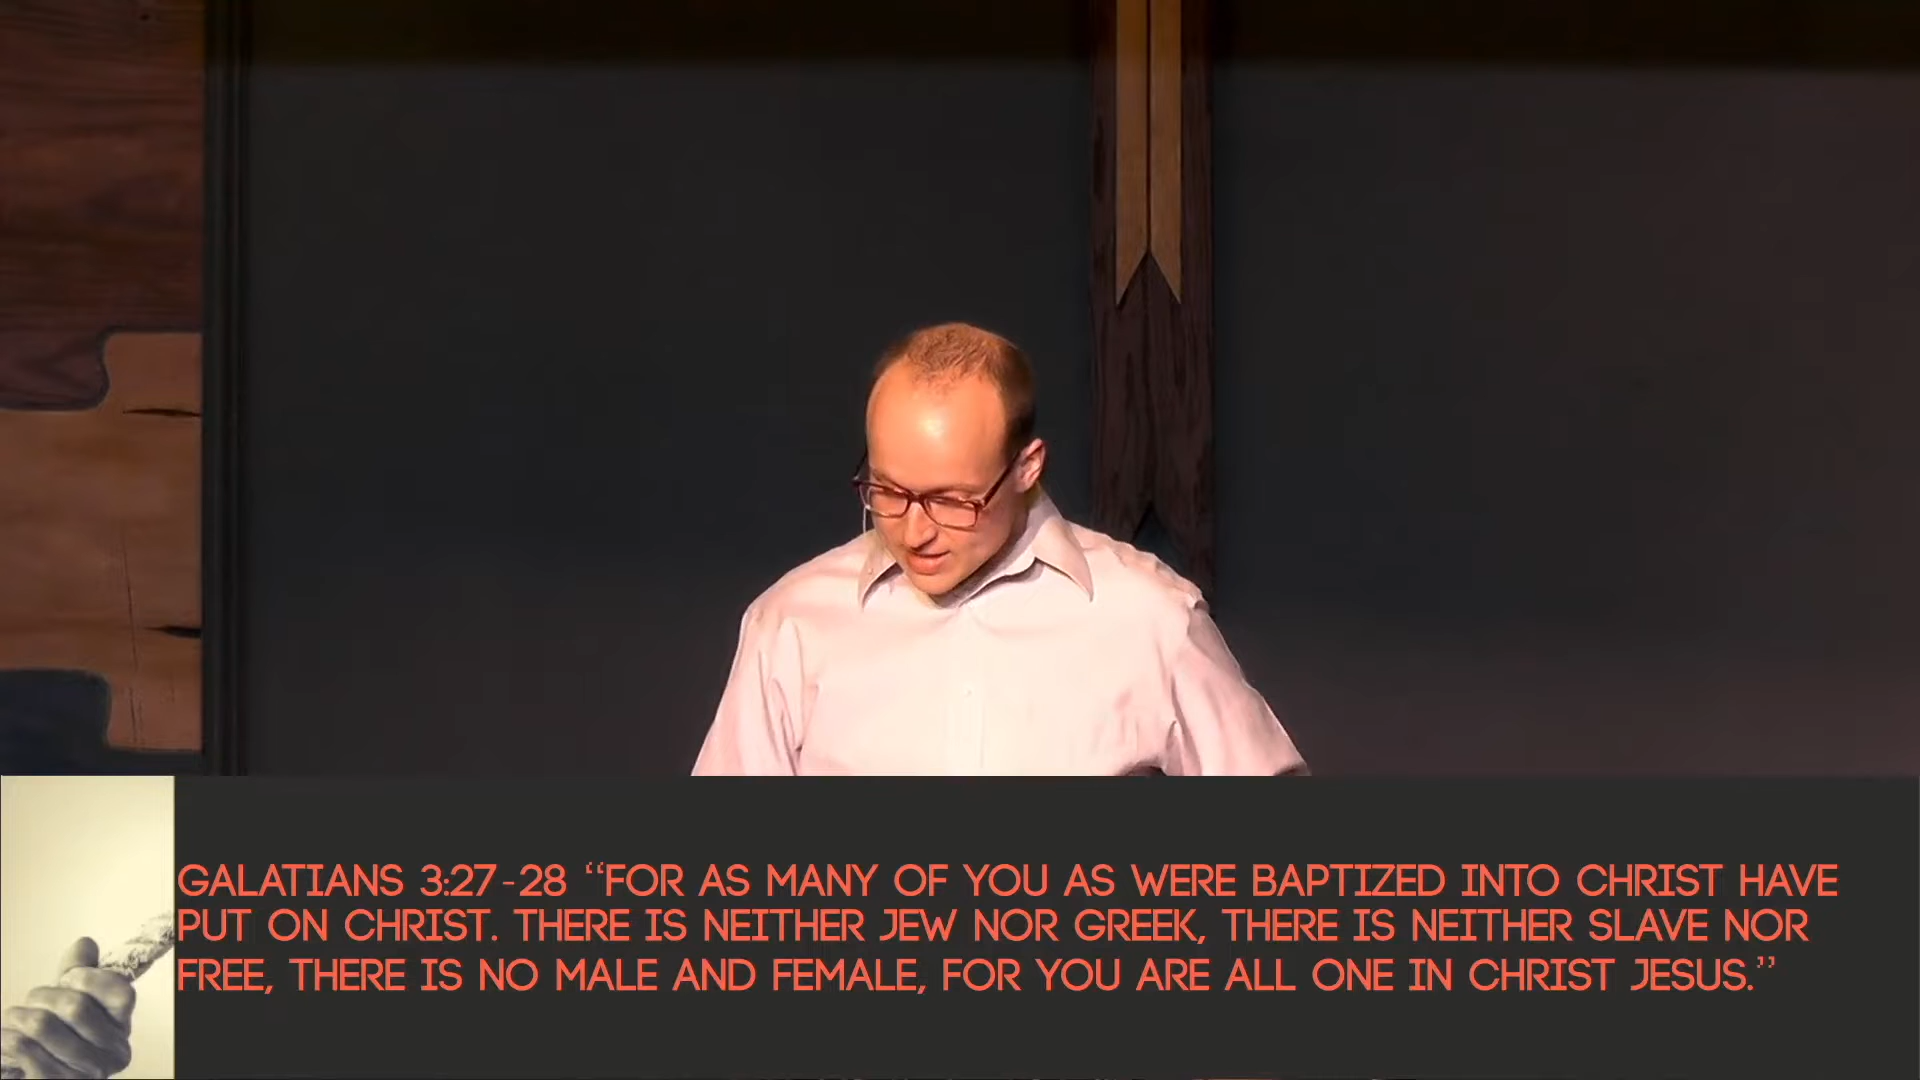 GALATIANS 3:27-28 “FOR AS MANY OF YOU AS WERE BAPTIZED INTO CHRIST HAVE
PUT ON CHRIST. THERE IS NEITHER JEW NOR GREEK, THERE IS NEITHER SLAVE NOR
FREE, THERE IS NO MALE AND FEMALE, FOR YOU ARE ALL ONE IN CHRIST JESUS.”